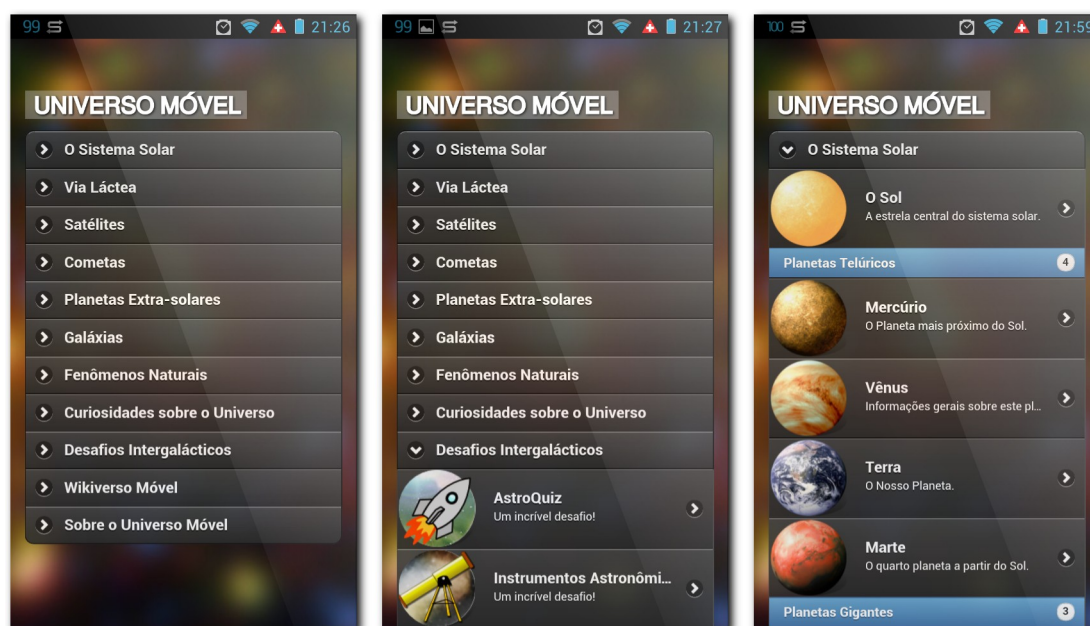 99
21:26
UNIVERSO MÓVEL
O Sistema Solar
Via Láctea
Satélites
Cometas
Planetas Extra-solares
Galáxias
Fenômenos Naturais
Curiosidades sobre o Universo
Desafios Intergalácticos
Wikiverso Móvel
Sobre o Universo Móvel
99
21:27
UNIVERSO MÓVEL
O Sistema Solar
Via Láctea
Satélites
Cometas
Planetas Extra-solares
Galáxias
Fenômenos Naturais
Curiosidades sobre o Universo
Desafios Intergalácticos
AstroQuiz
Um incrível desafio!
Instrumentos Astronômi...
Um incrível desafio!
100
21:59
UNIVERSO MÓVEL
O Sistema Solar
O Sol
A estrela central do sistema solar.
Planetas Telúricos 4
Mercúrio
O Planeta mais próximo do Sol.
Vênus
Informações gerais sobre este pl...
Terra
O Nosso Planeta.
Marte
O quarto planeta a partir do Sol.
Planetas Gigantes 3